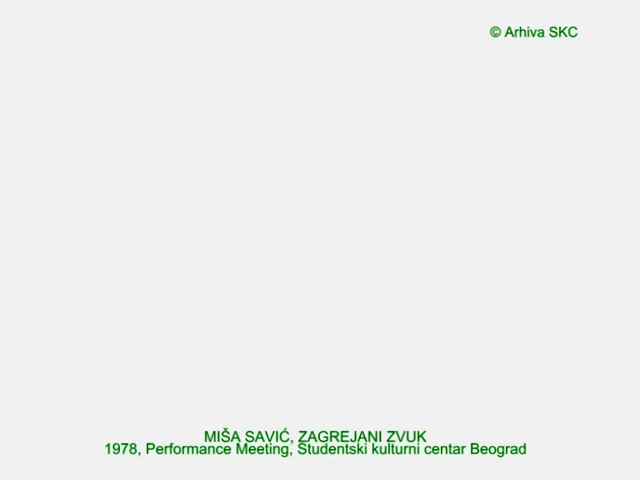 © Arhiva SKC
MIŠA SAVIĆ, ZAGREJANI ZVUK
1978, Performance Meeting, Studentski kulturni centar Beograd